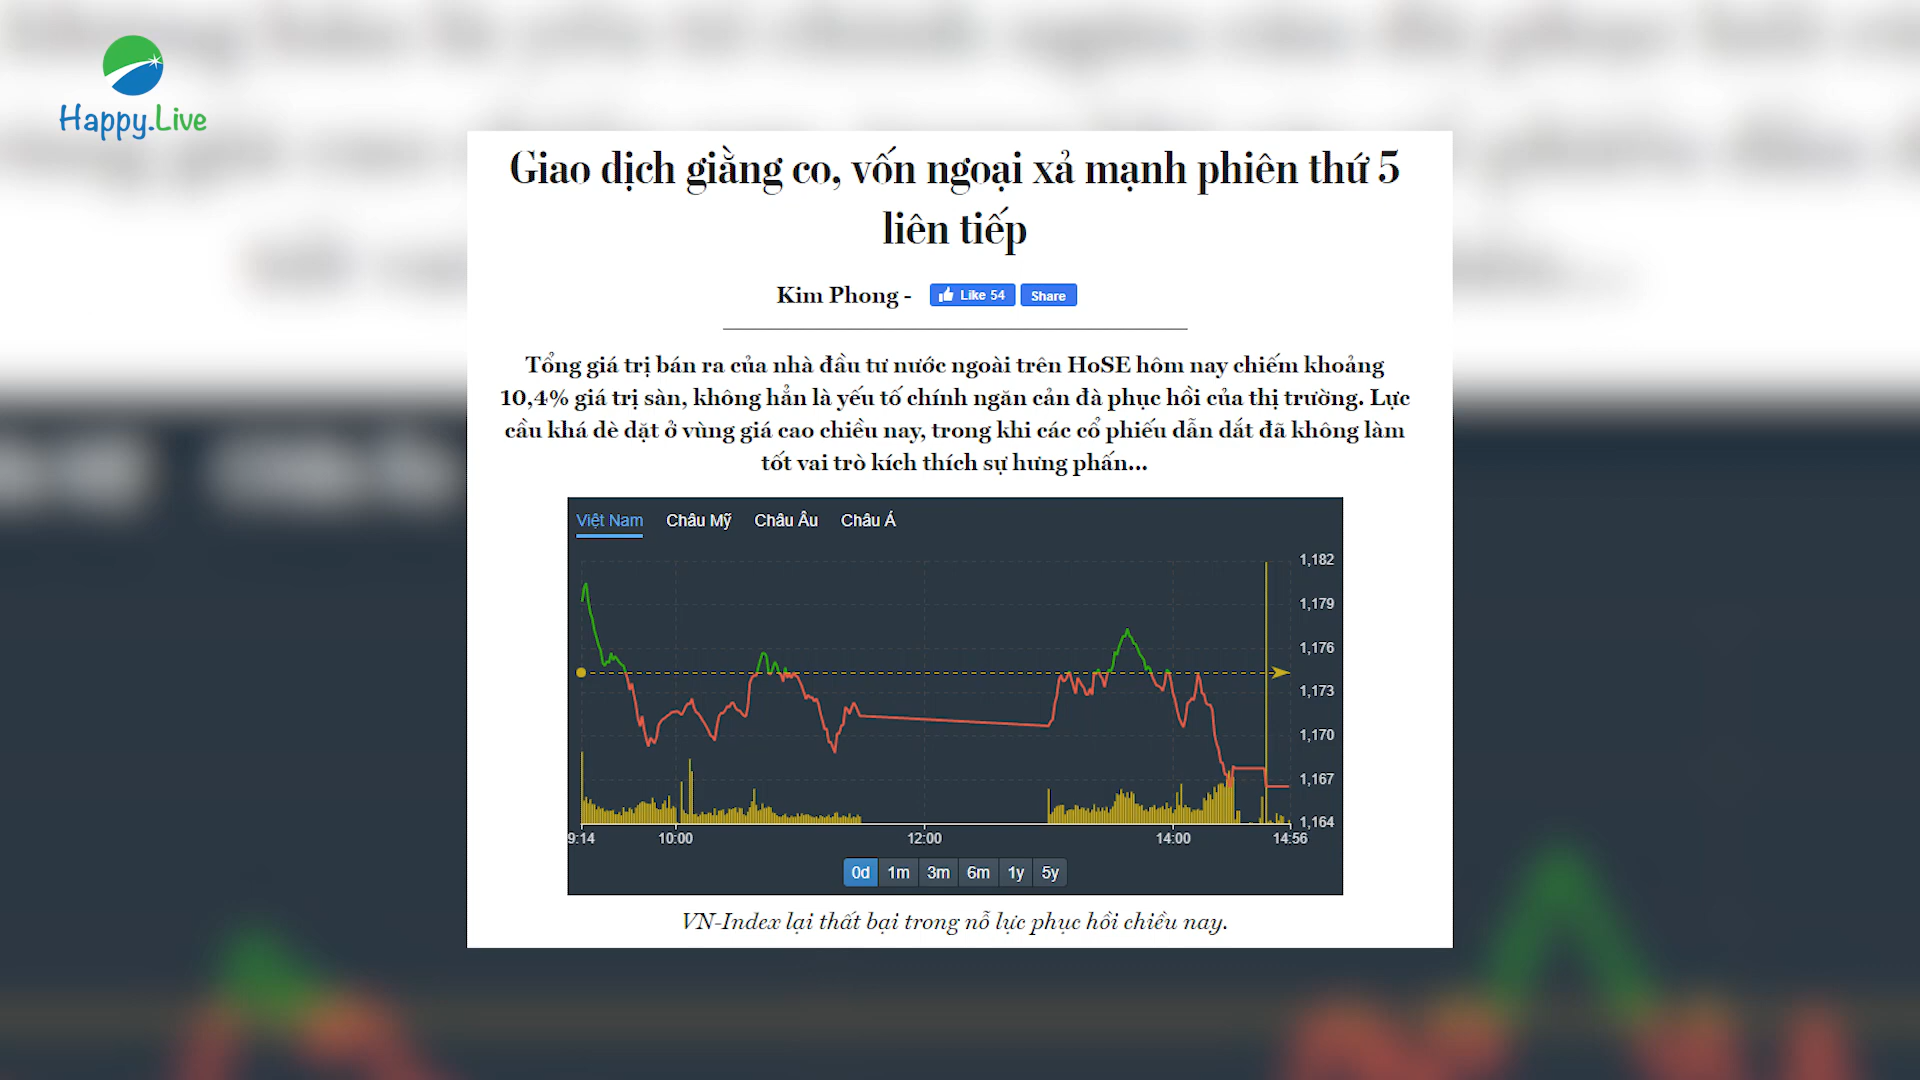 Happy.Live
Giao dịch giằng co, vốn ngoại xả mạnh phiên thứ 5
liên tiếp
Kim Phong -
Like 54
Share
Tổng giá trị bán ra của nhà đầu tư nước ngoài trên HoSE hôm nay chiếm khoảng
10,4% giá trị sàn, không hẳn là yếu tố chính ngăn cản đà phục hồi của thị trường. Lực
cầu khá dè dặt ở vùng giá cao chiều nay, trong khi các cổ phiếu dẫn dắt đã không làm
tốt vai trò kích thích sự hưng phấn...
Việt Nam Châu Mỹ Châu Âu Châu Á
1,182
1,179
1,176
1,173
1,170
1,167
1,164
9:14 10:00 12:00 14:00 14:56
0d 1m 3m 6m 1y 5y
VN-Index lại thất bại trong nỗ lực phục hồi chiều nay.